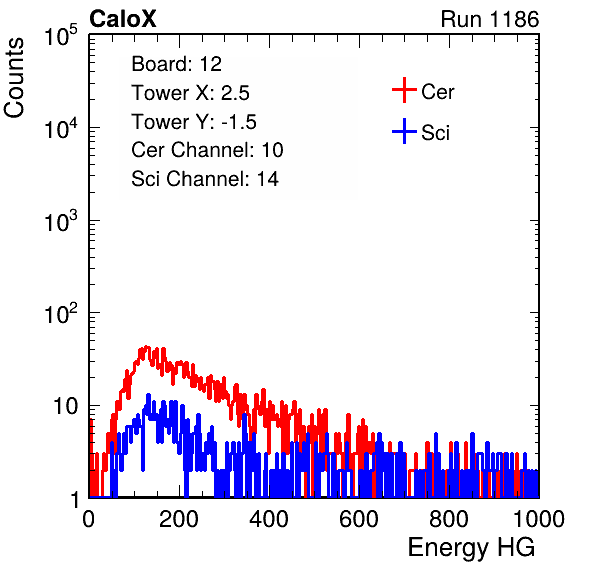 CaloX Run 1186
Counts
10^5
10^4
10^3
10^2
10
1
Board: 12
Tower X: 2.5
Tower Y: -1.5
Cer Channel: 10
Sci Channel: 14
Cer
Sci
0 200 400 600 800 1000
Energy HG